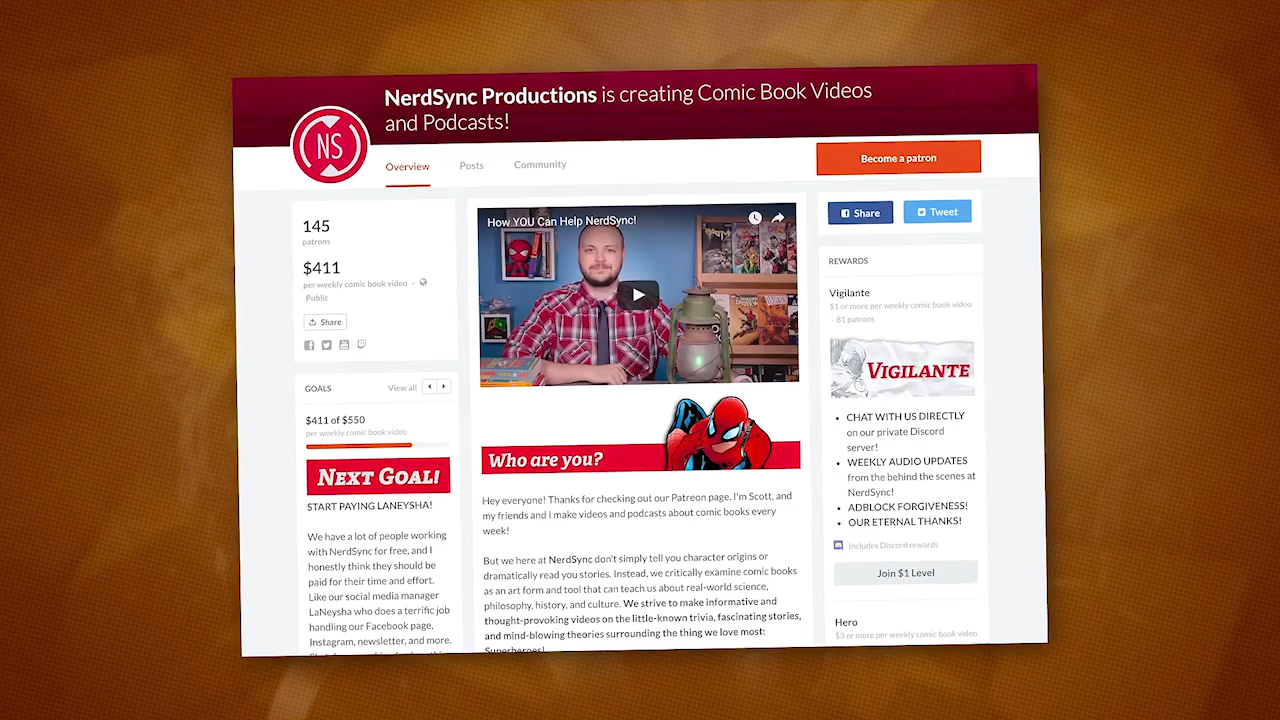 NerdSync Productions is creating Comic Book Videos
and Podcasts!
NS
Overview
Posts
Community
Become a patron
145
patrons
$411
per weekly comic book video ·
Public
Share
GOALS
View all
$411 of $550
per weekly comic book video
NEXT GOAL!
START PAYING LANEYSHA!
We have a lot of people working
with NerdSync for free, and I
honestly think they should be
paid for their time and effort.
Like our social media manager
LaNeysha who does a terrific job
handling our Facebook page,
Instagram, newsletter, and more.
How YOU Can Help NerdSync!
Who are you?
Hey everyone! Thanks for checking out our Patreon page. I'm Scott, and
my friends and I make videos and podcasts about comic books every
week!
But we here at NerdSync don't simply tell you character origins or
dramatically read you stories. Instead, we critically examine comic books
as an art form and tool that can teach us about real-world science,
philosophy, history, and culture. We strive to make informative and
thought-provoking videos on the little-known trivia, fascinating stories,
and mind-blowing theories surrounding the thing we love most:
Superheroes!
Share
Tweet
REWARDS
Vigilante
$1 or more per weekly comic book video
· 81 patrons
VIGILANTE
• CHAT WITH US DIRECTLY
on our private Discord
server!
• WEEKLY AUDIO UPDATES
from the behind the scenes at
NerdSync!
• ADBLOCK FORGIVENESS!
• OUR ETERNAL THANKS!
Includes Discord rewards
Join $1 Level
Hero
$3 or more per weekly comic book video